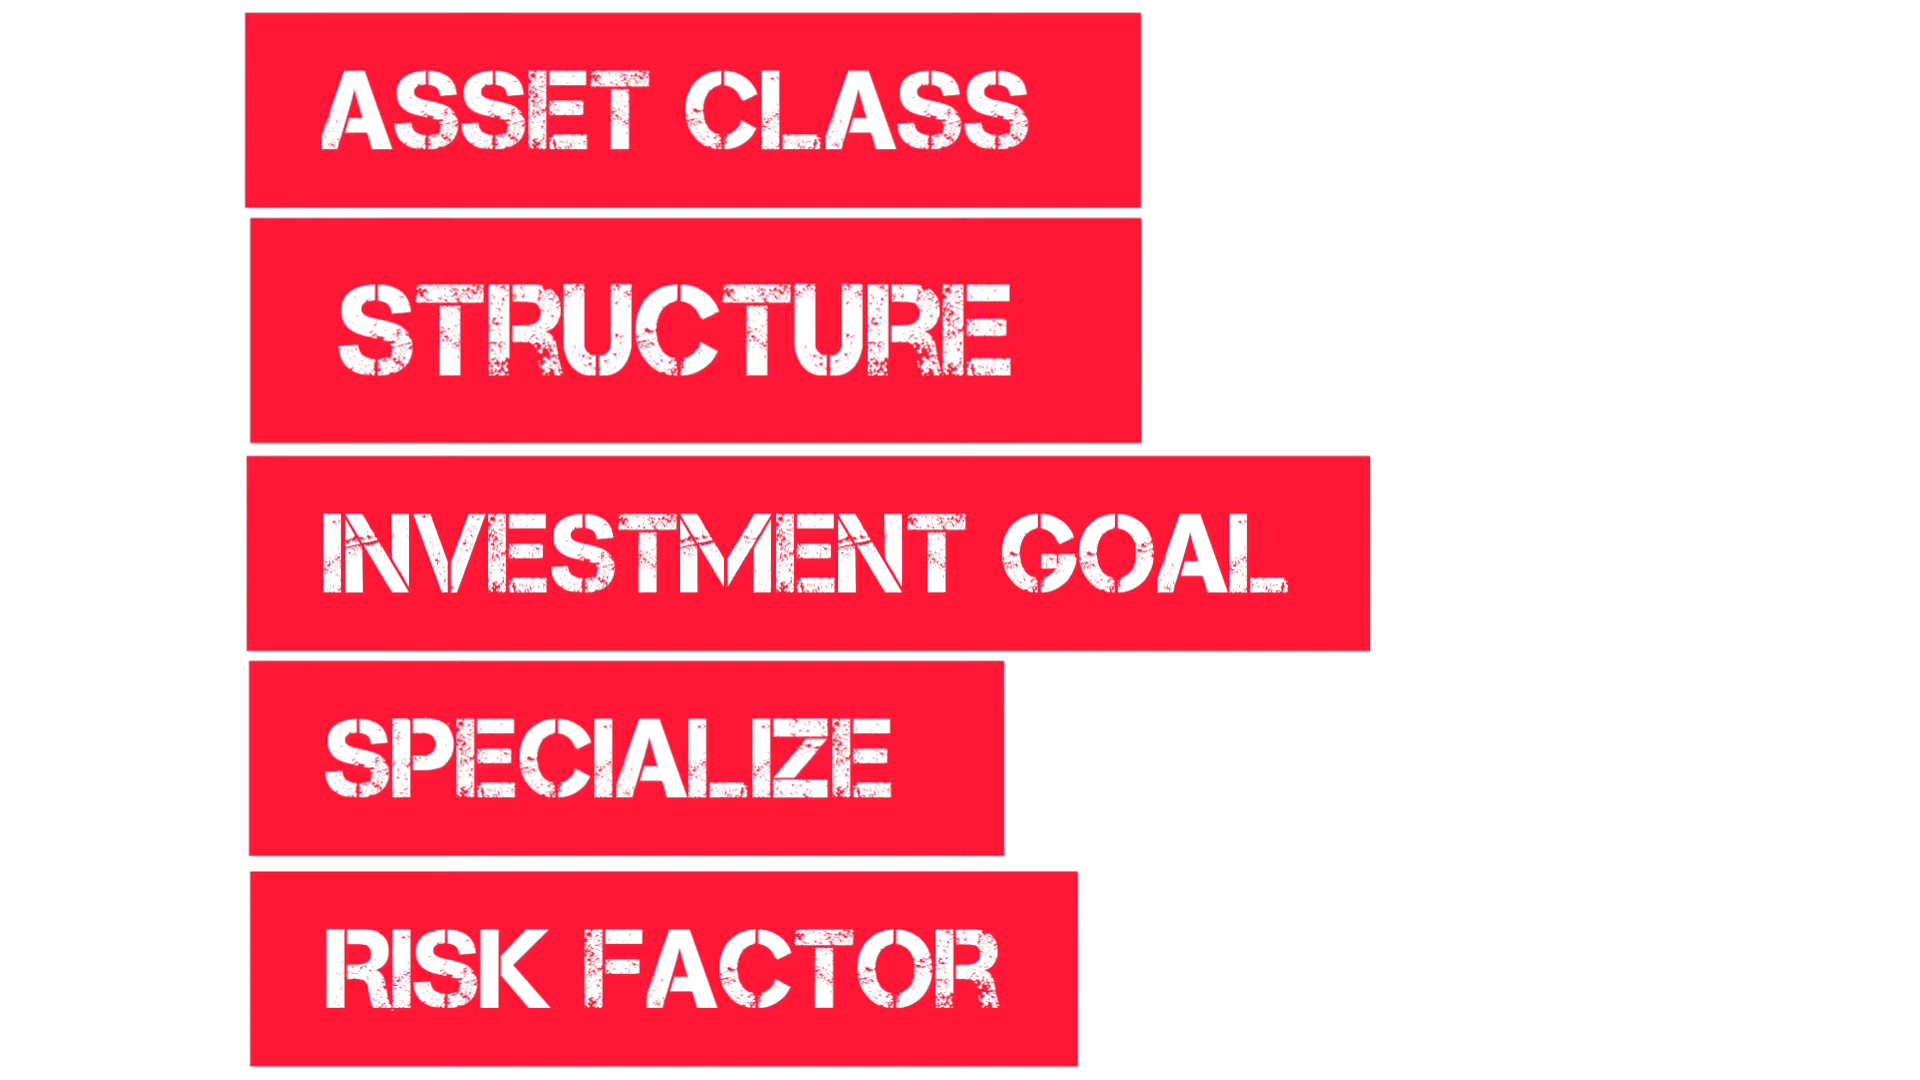 ASSET CLASS
STRUCTURE
INVESTMENT GOAL
SPECIALIZE
RISK FACTOR